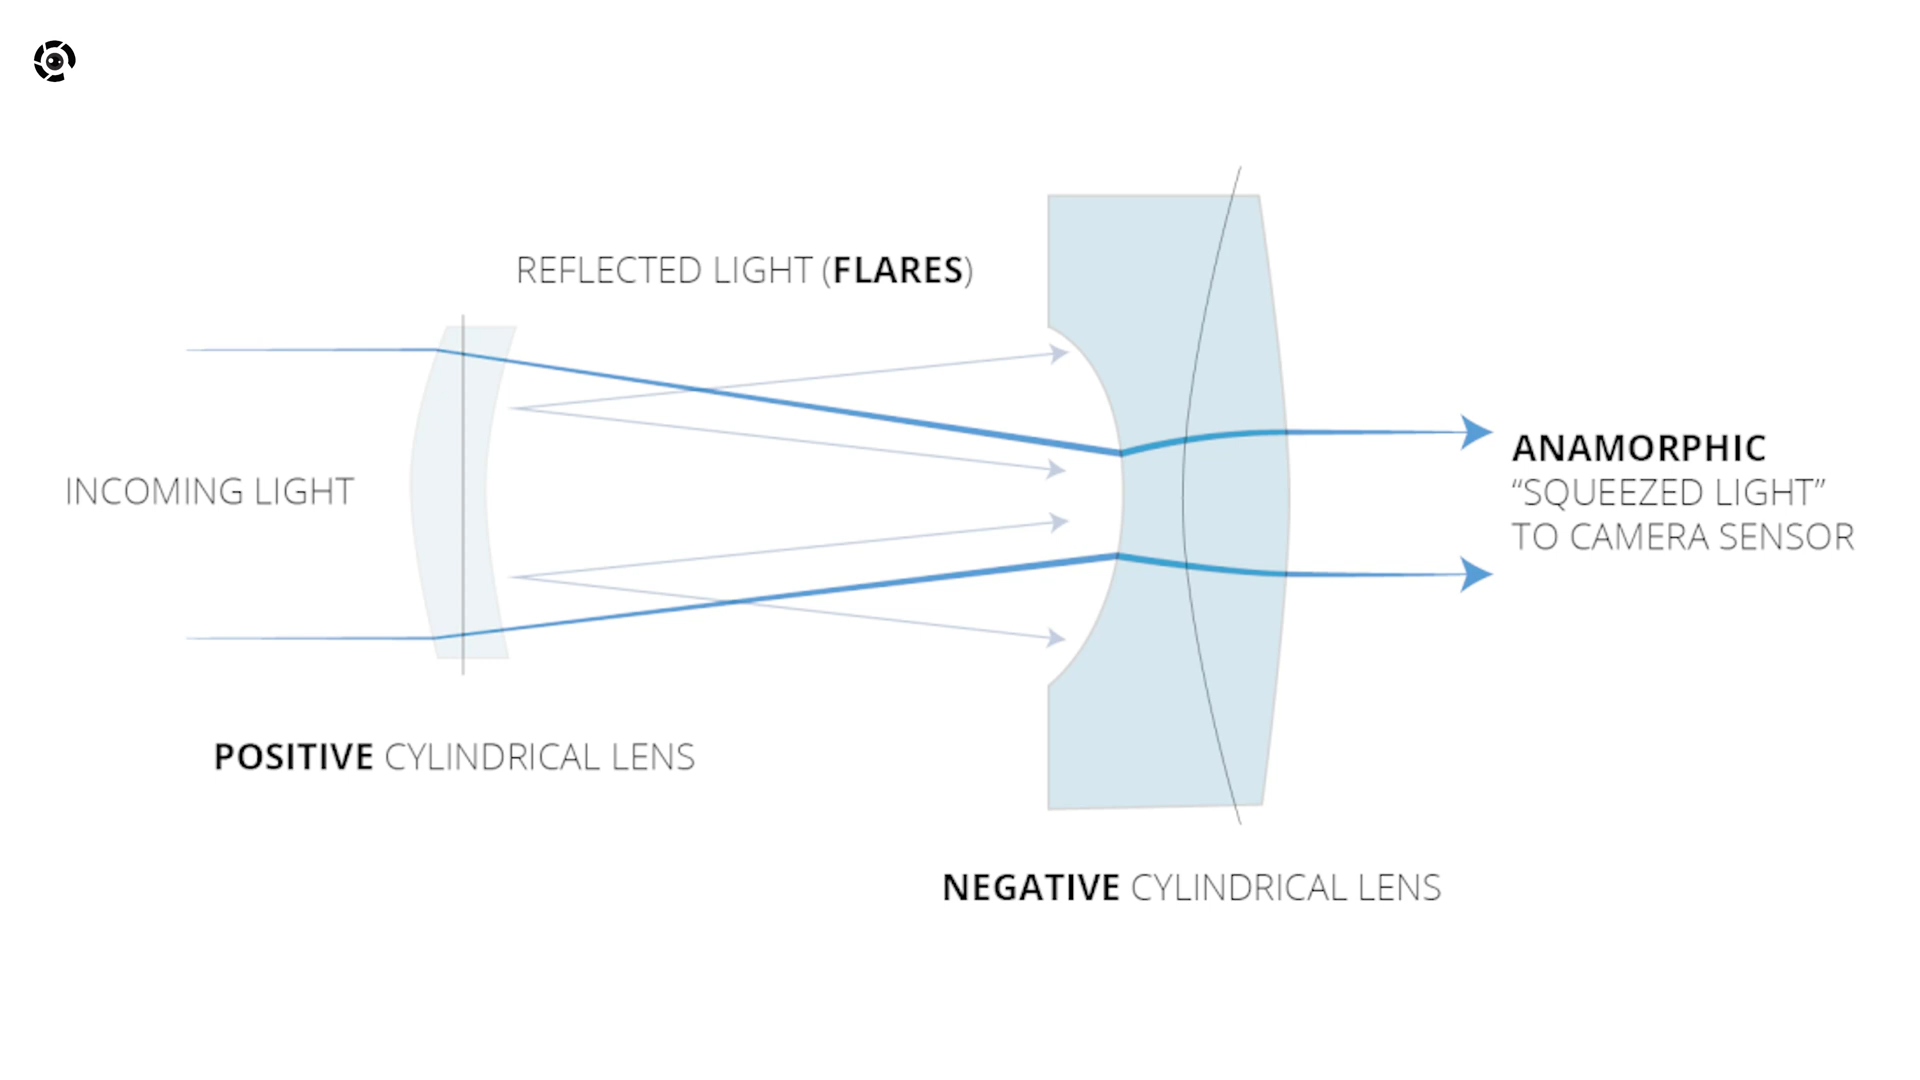 REFLECTED LIGHT (FLARES)
INCOMING LIGHT
ANAMORPHIC
“SQUEEZED LIGHT”
TO CAMERA SENSOR
POSITIVE CYLINDRICAL LENS
NEGATIVE CYLINDRICAL LENS